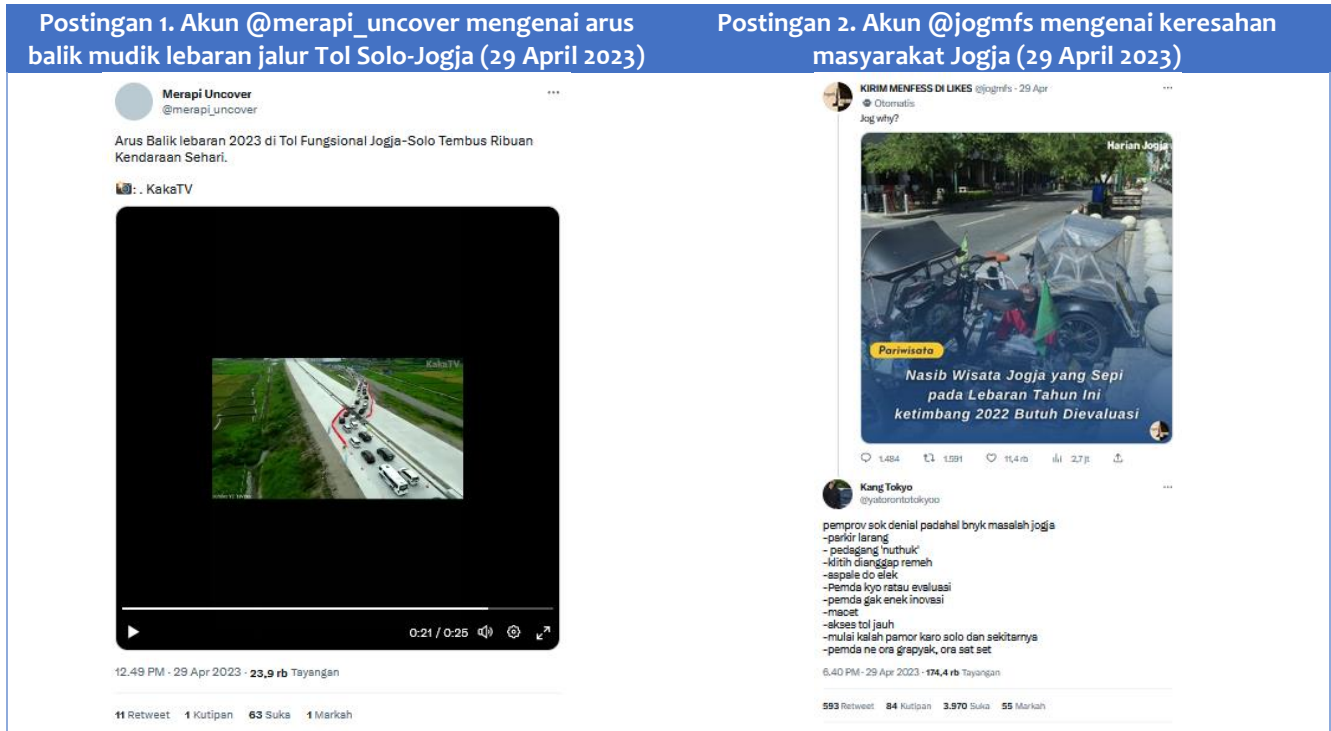 Postingan 1. Akun @merapi_uncover mengenai arus
balik mudik lebaran jalur Tol Solo-Jogja (29 April 2023)
Merapi Uncover
@merapi_uncover
Arus Balik lebaran 2023 di Tol Fungsional Jogja-Solo Tembus Ribuan
Kendaraan Sehari.
📷: . KakaTV
KakaTV
0:21 / 0:25
12.49 PM · 29 Apr 2023 · 23,9 rb Tayangan
11 Retweet 1 Kutipan 63 Suka 1 Markah
Postingan 2. Akun @jogmfs mengenai keresahan
masyarakat Jogja (29 April 2023)
KIRIM MENFESS DI LIKES @jogmfs · 29 Apr
Otomatis
Jog why?
Harian Jogja
Pariwisata
Nasib Wisata Jogja yang Sepi
pada Lebaran Tahun Ini
ketimbang 2022 Butuh Dievaluasi
1.484 1.591 11,4 rb 2,7 jt
Kang Tokyo
@yatorontotokyoo
pemprov sok denial padahal bnyk masalah jogja
-parkir larang
- pedagang 'nuthuk'
-klitih dianggap remeh
-aspale do elek
-Pemda kyo ratau evaluasi
-pemda gak enek inovasi
-macet
-akses tol jauh
-mulai kalah pamor karo solo dan sekitarnya
-pemda ne ora grapyak, ora sat set
6.40 PM · 29 Apr 2023 · 174,4 rb Tayangan
593 Retweet 84 Kutipan 3.970 Suka 55 Markah